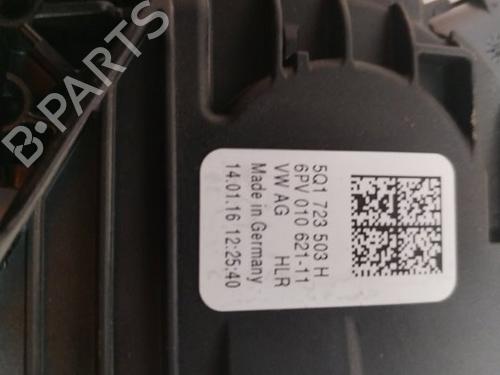 B-PARTS
5Q1 723 503 H
6PV 010 621-11
VW AG HLR
Made in Germany
14.01.16 12:25:40